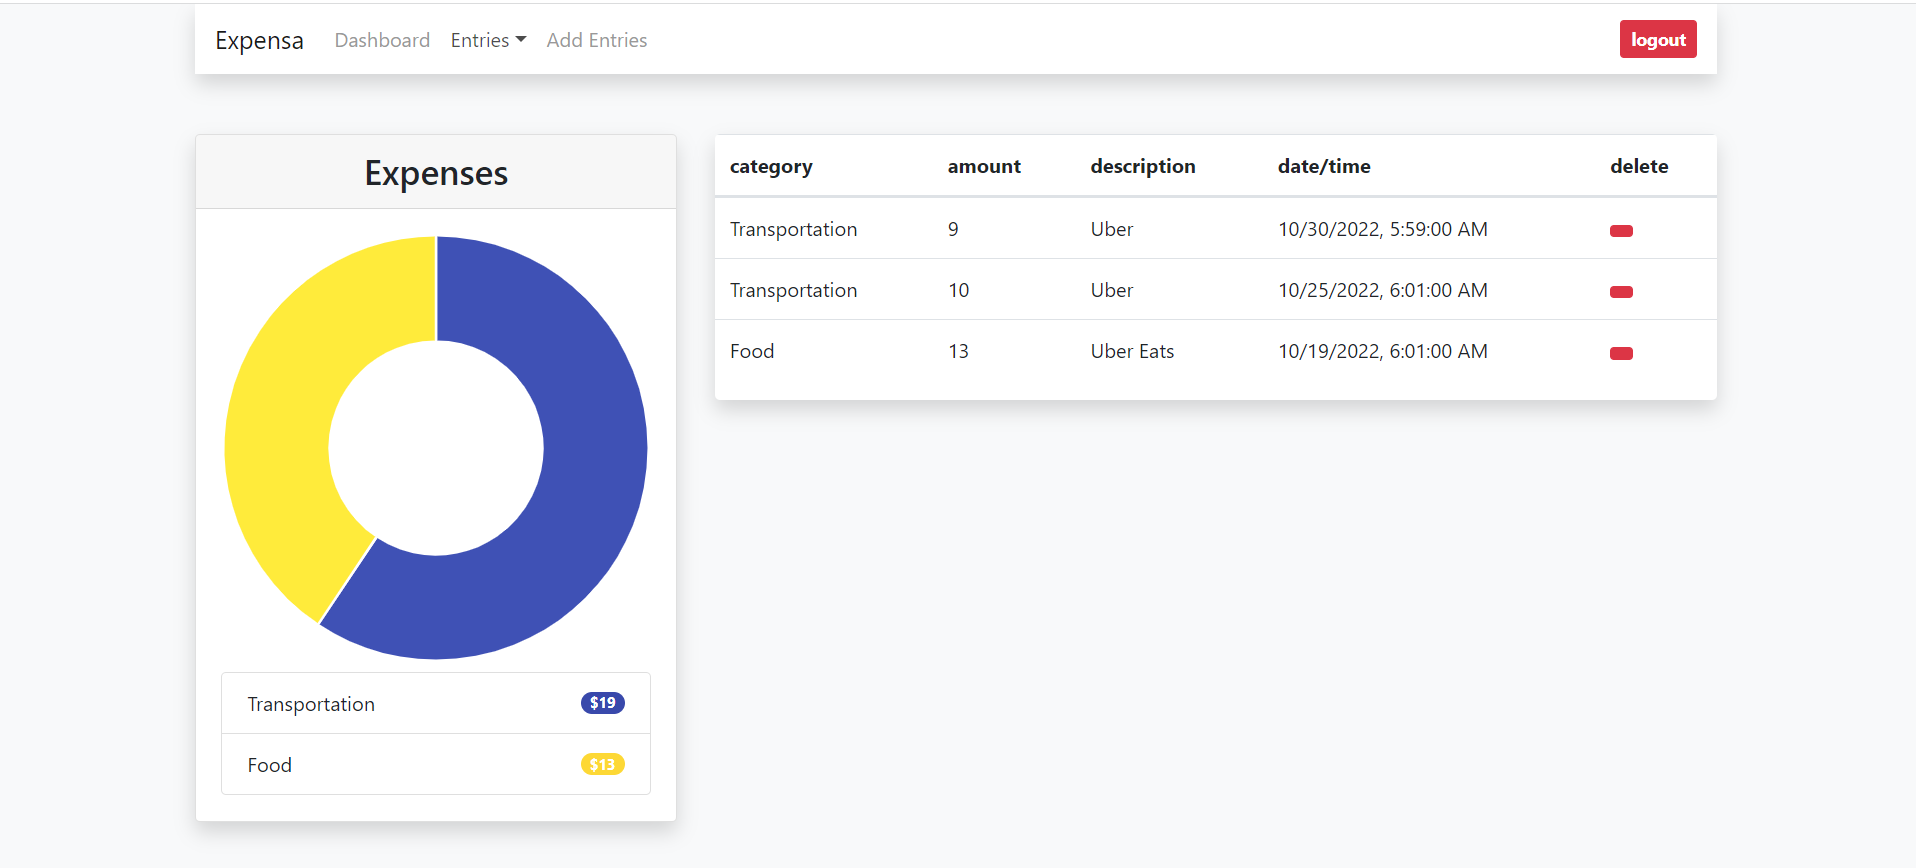 Expensa Dashboard Entries Add Entries logout
Expenses
Transportation $19
Food $13
category amount description date/time delete
Transportation 9 Uber 10/30/2022, 5:59:00 AM
Transportation 10 Uber 10/25/2022, 6:01:00 AM
Food 13 Uber Eats 10/19/2022, 6:01:00 AM